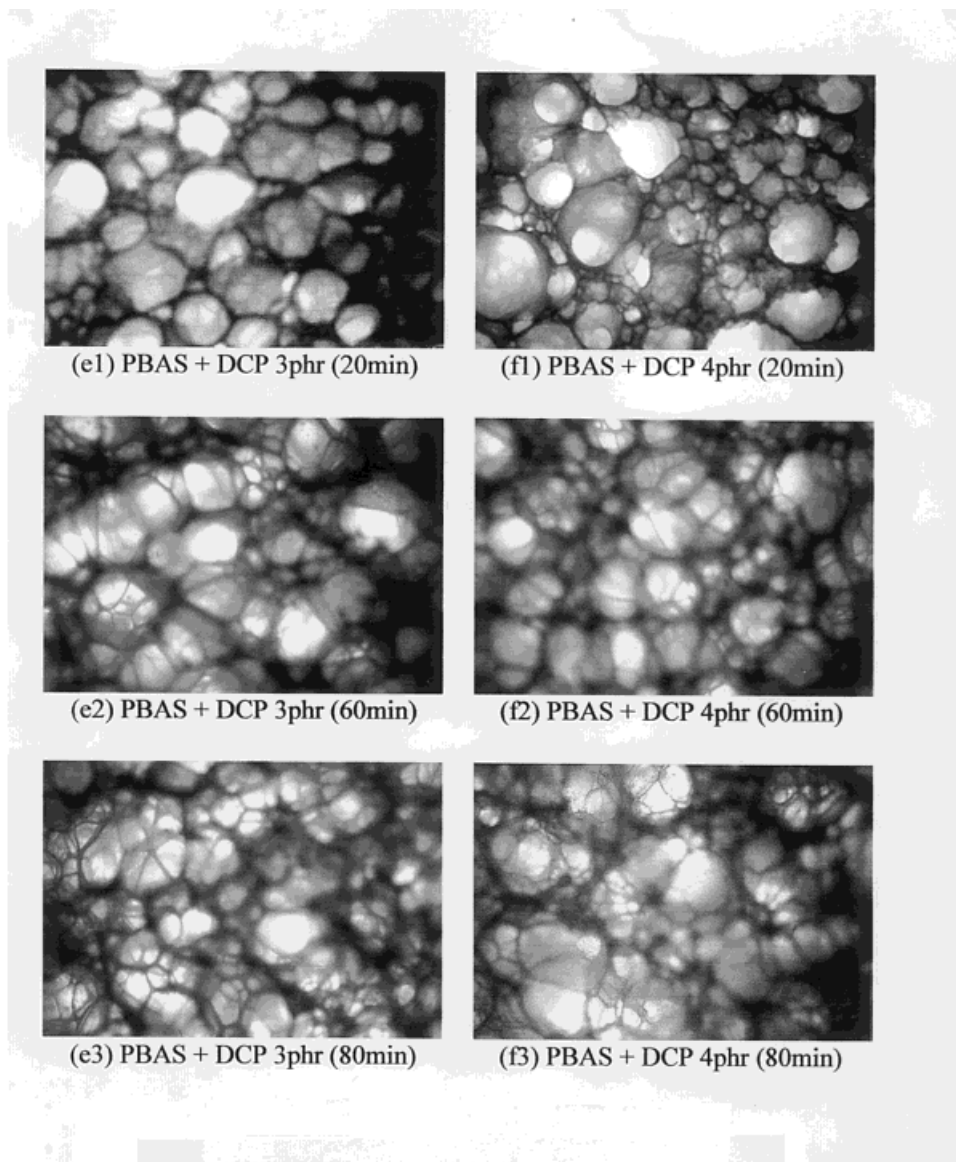 (e1) PBAS + DCP 3phr (20min)
(f1) PBAS + DCP 4phr (20min)
(e2) PBAS + DCP 3phr (60min)
(f2) PBAS + DCP 4phr (60min)
(e3) PBAS + DCP 3phr (80min)
(f3) PBAS + DCP 4phr (80min)